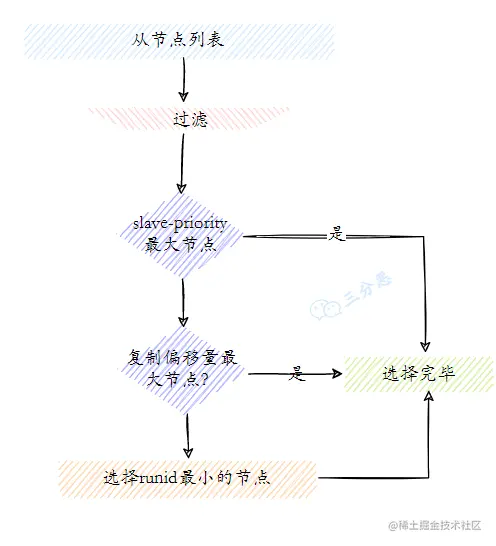 从节点列表
过滤
slave-priority
最大节点
是
三分恶
复制偏移量最
大节点?
是
选择完毕
选择runid最小的节点
@稀土掘金技术社区